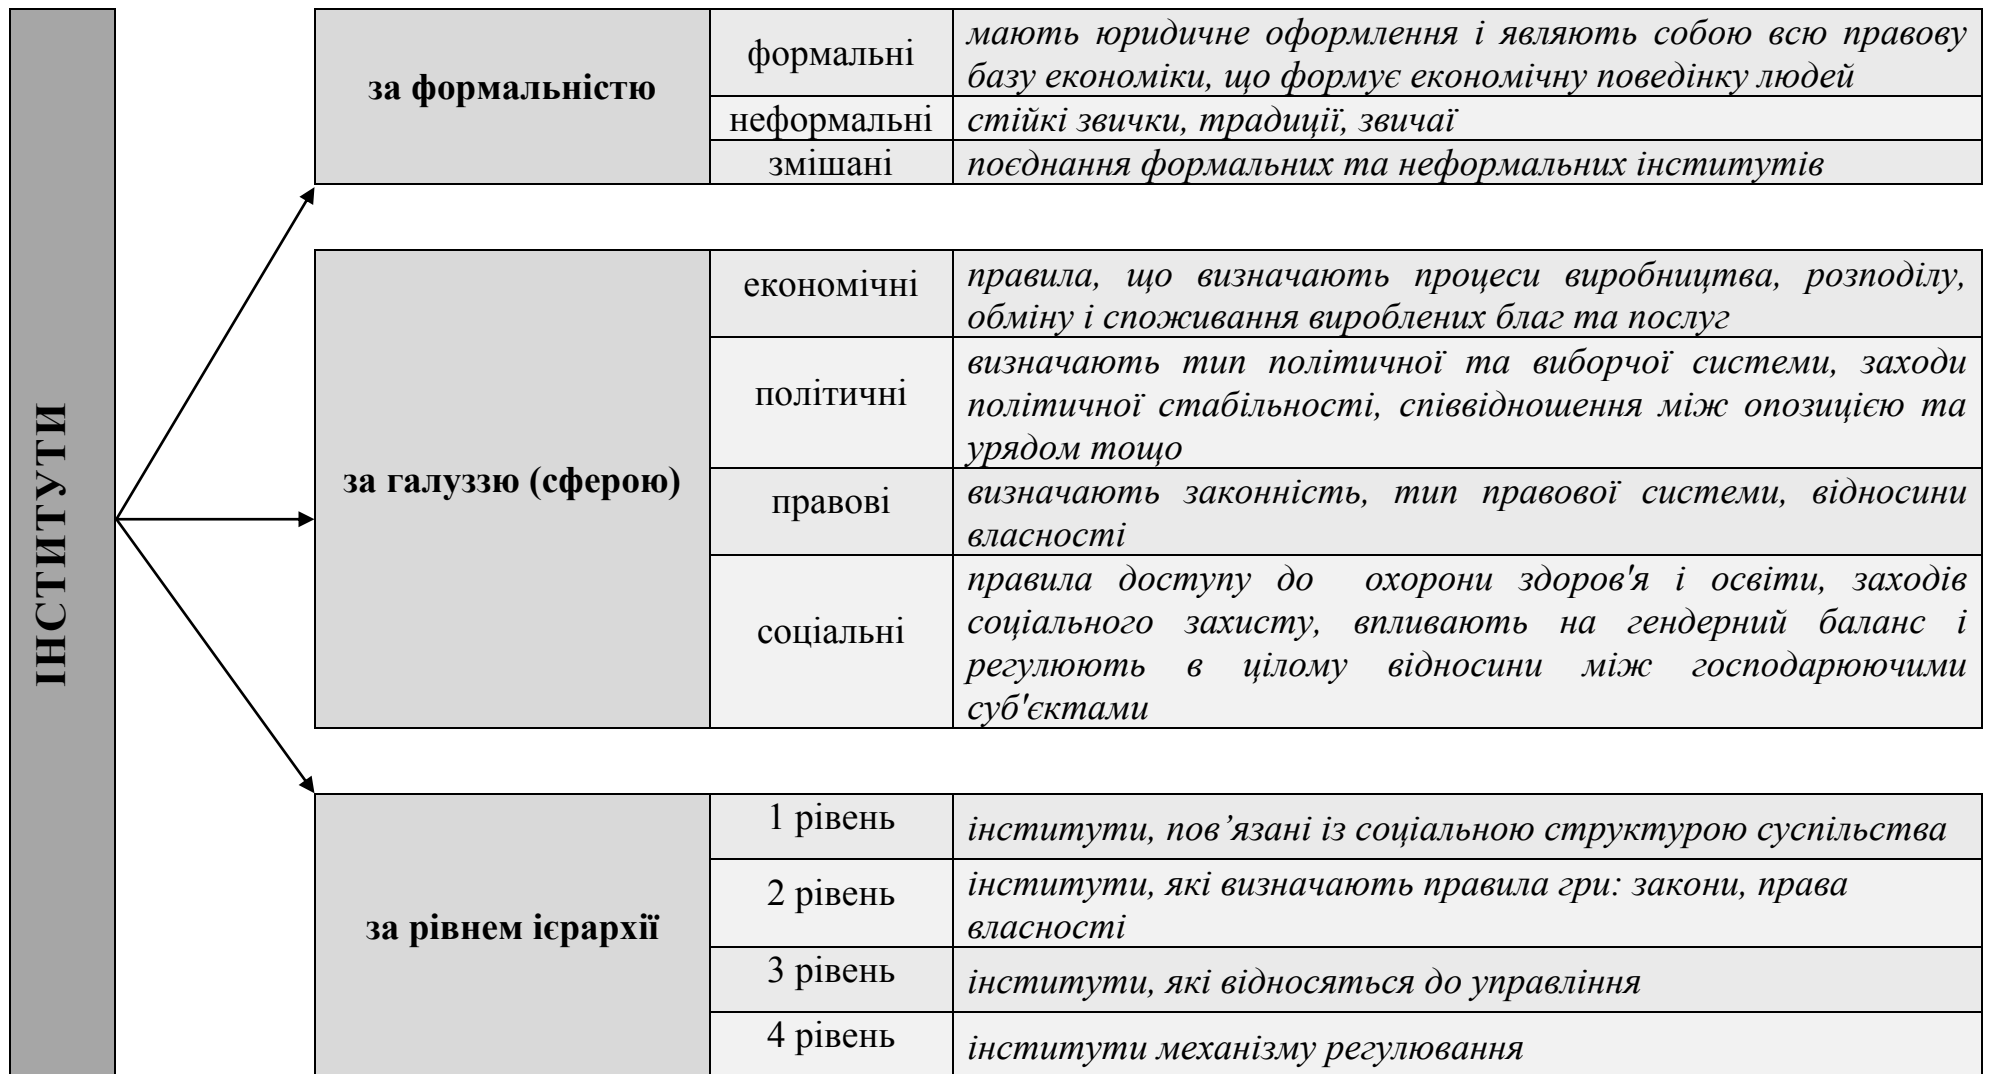 ІНСТИТУТИ
за формальністю
формальні
мають юридичне оформлення і являють собою всю правову
базу економіки, що формує економічну поведінку людей
неформальні
стійкі звички, традиції, звичаї
змішані
поєднання формальних та неформальних інститутів
за галуззю (сферою)
економічні
правила, що визначають процеси виробництва, розподілу,
обміну і споживання вироблених благ та послуг
політичні
визначають тип політичної та виборчої системи, заходи
політичної стабільності, співвідношення між опозицією та
урядом тощо
правові
визначають законність, тип правової системи, відносини
власності
соціальні
правила доступу до охорони здоров'я і освіти, заходів
соціального захисту, впливають на гендерний баланс і
регулюють в цілому відносини між господарюючими
суб'єктами
за рівнем ієрархії
1 рівень
інститути, пов’язані із соціальною структурою суспільства
2 рівень
інститути, які визначають правила гри: закони, права
власності
3 рівень
інститути, які відносяться до управління
4 рівень
інститути механізму регулювання